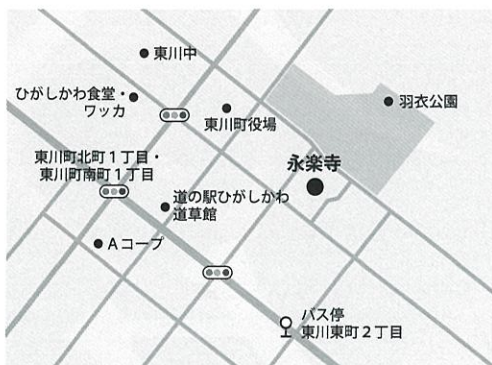 東川中
ひがしかわ食堂・
ワッカ
東川町役場
羽衣公園
永楽寺
東川町北町1丁目・
東川町南町1丁目
道の駅ひがしかわ
道草館
Aコープ
バス停
東川東町2丁目